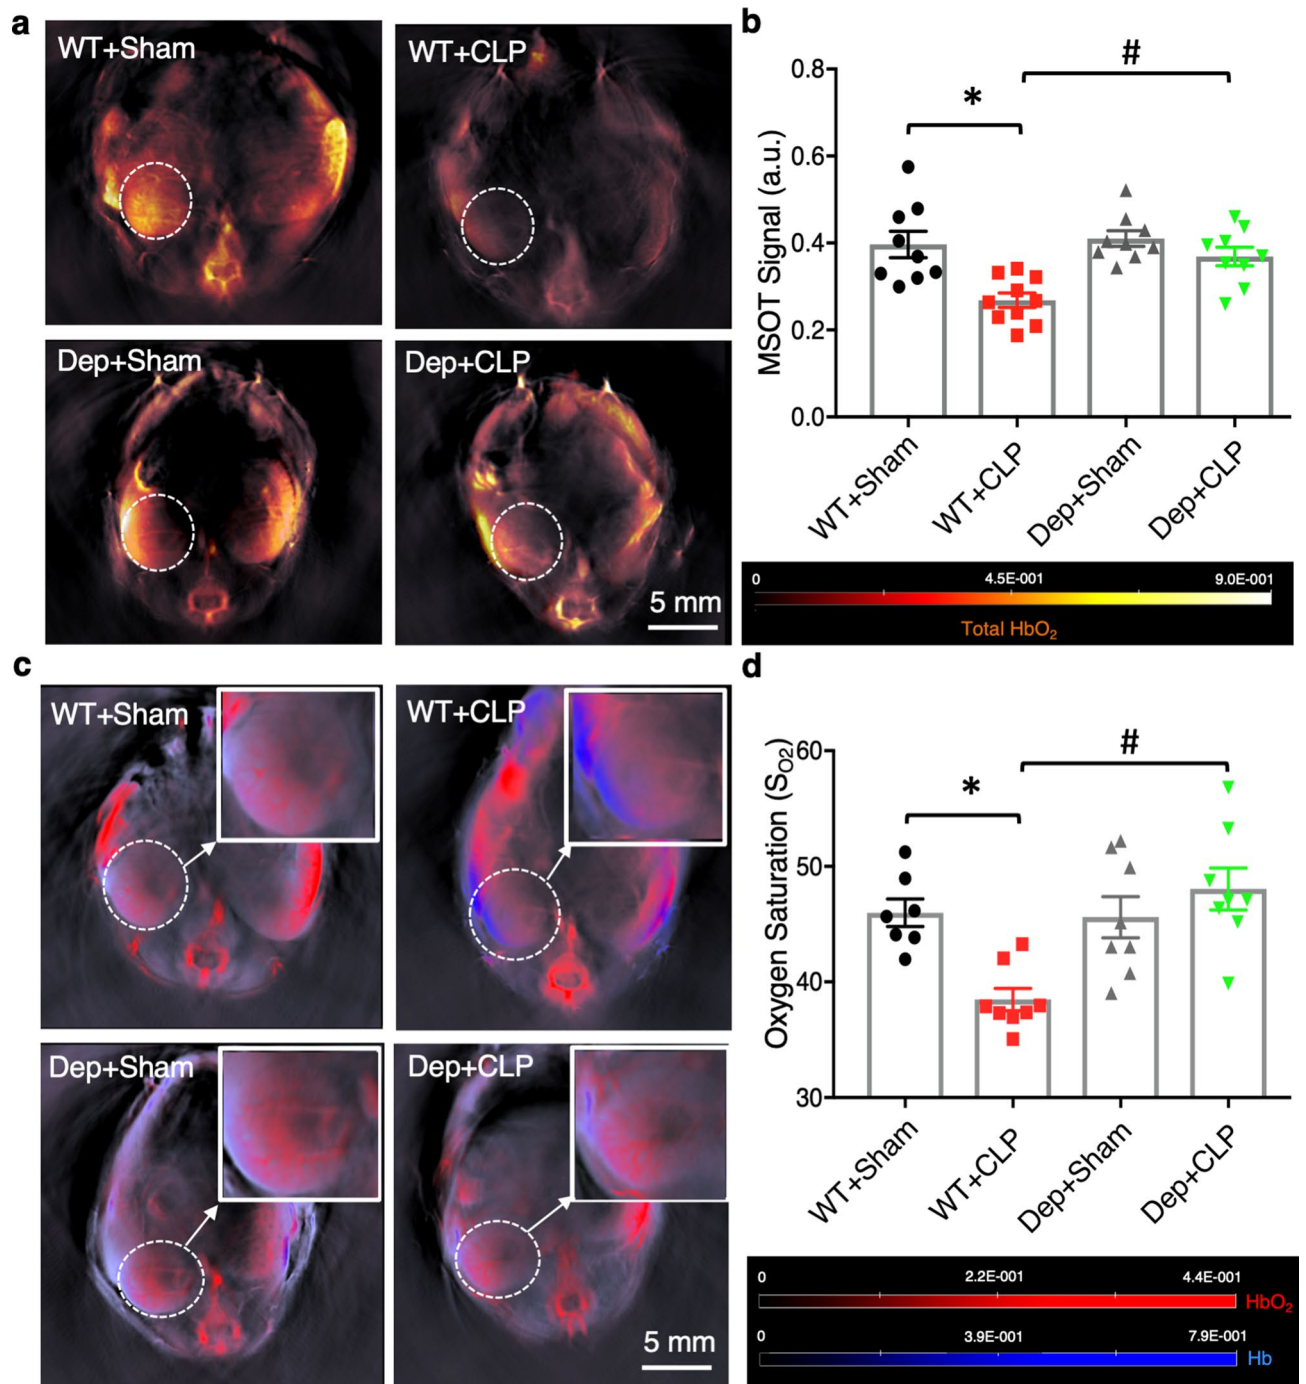 a
WT+Sham
WT+CLP
Dep+Sham
Dep+CLP
5 mm
b
MSOT Signal (a.u.)
0.8
0.6
0.4
0.2
0.0
*
#
WT+Sham
WT+CLP
Dep+Sham
Dep+CLP
0 4.5E-001 9.0E-001
Total HbO₂
c
WT+Sham
WT+CLP
Dep+Sham
Dep+CLP
5 mm
d
Oxygen Saturation (S_O2)
60
50
40
30
*
#
WT+Sham
WT+CLP
Dep+Sham
Dep+CLP
0 2.2E-001 4.4E-001
HbO₂
0 3.9E-001 7.9E-001
Hb